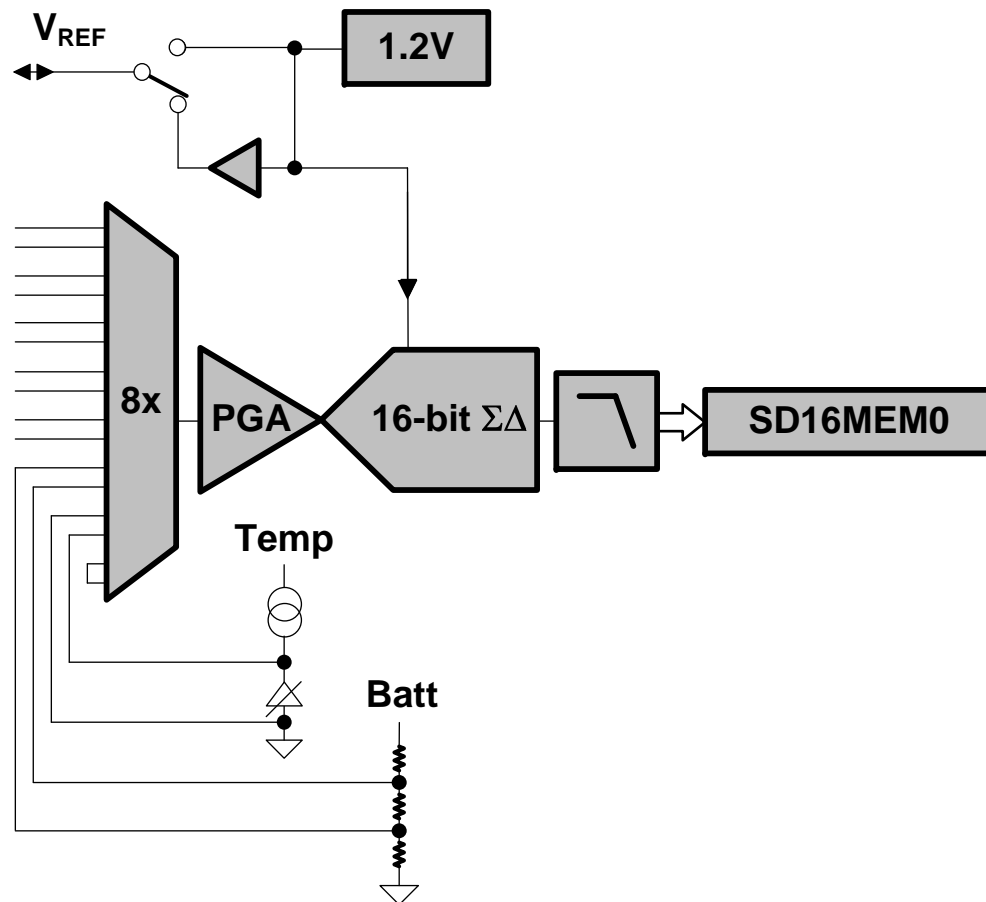 VREF
1.2V
8x
PGA
16-bit ΣΔ
SD16MEM0
Temp
Batt